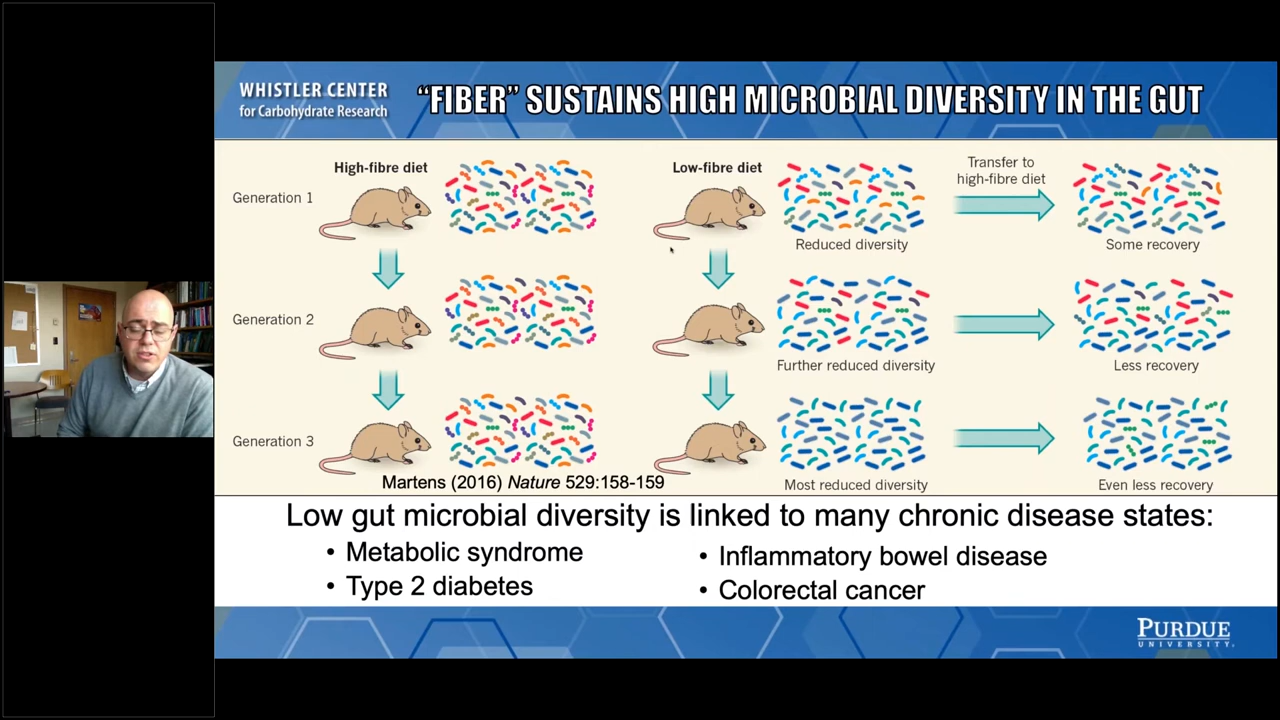 WHISTLER CENTER
for Carbohydrate Research
“FIBER” SUSTAINS HIGH MICROBIAL DIVERSITY IN THE GUT
High-fibre diet
Low-fibre diet
Transfer to
high-fibre diet
Generation 1
Reduced diversity
Some recovery
Generation 2
Further reduced diversity
Less recovery
Generation 3
Martens (2016) Nature 529:158-159
Most reduced diversity
Even less recovery
Low gut microbial diversity is linked to many chronic disease states:
• Metabolic syndrome
• Type 2 diabetes
• Inflammatory bowel disease
• Colorectal cancer
PURDUE
UNIVERSITY.